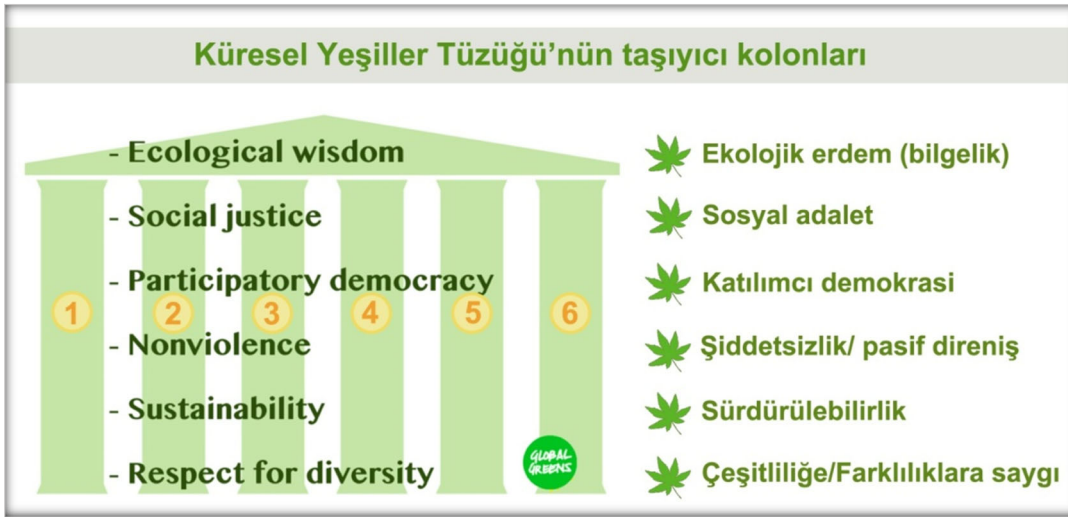 Küresel Yeşiller Tüzüğü’nün taşıyıcı kolonları
- Ecological wisdom
Ekolojik erdem (bilgelik)
- Social justice
Sosyal adalet
- Participatory democracy
Katılımcı demokrasi
1 2 3 4 5 6
- Nonviolence
Şiddetsizlik/ pasif direniş
- Sustainability
Sürdürülebilirlik
- Respect for diversity
GLOBAL
GREENS
Çeşitliliğe/Farklılıklara saygı